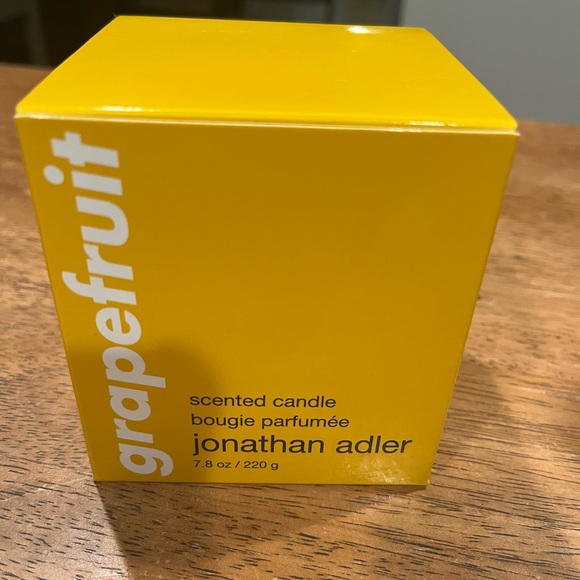 grapefruit
scented candle
bougie parfumée
jonathan adler
7.8 oz / 220 g